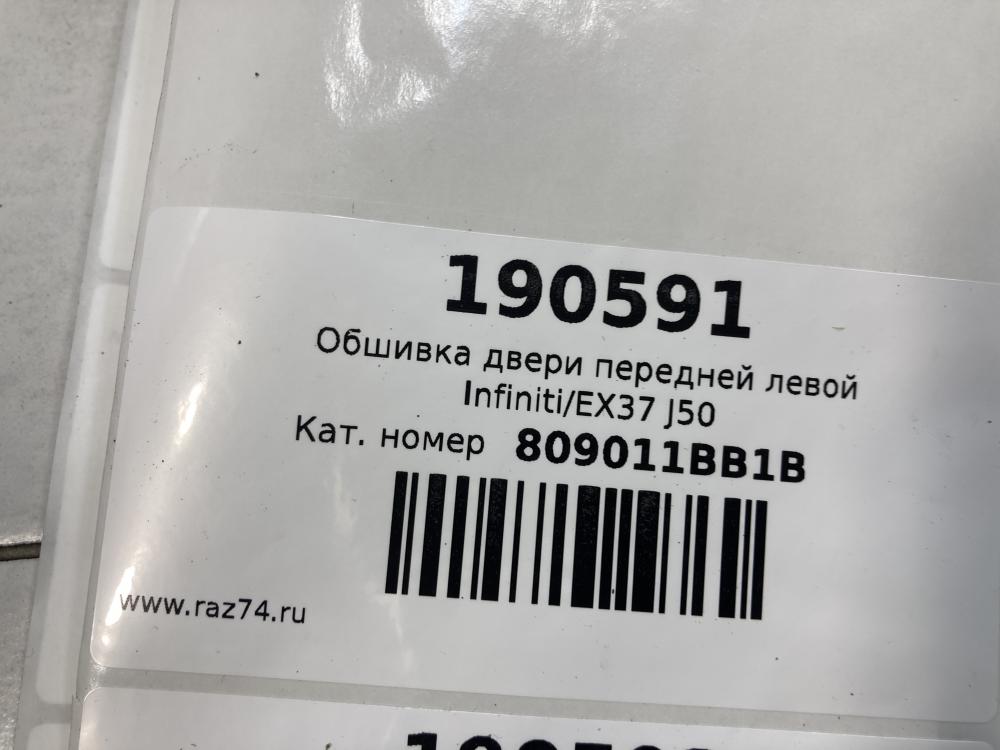 190591
Обшивка двери передней левой
Infiniti/EX37 J50
Кат. номер 809011BB1B
www.raz74.ru